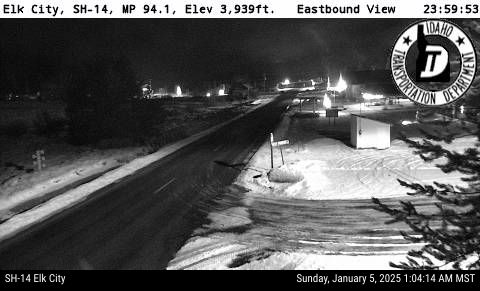 Elk City, SH-14, MP 94.1, Elev 3,939ft. Eastbound View 23:59:53
IDAHO
TRANSPORTATION DEPARTMENT
SH-14 Elk City Sunday, January 5, 2025 1:04:14 AM MST